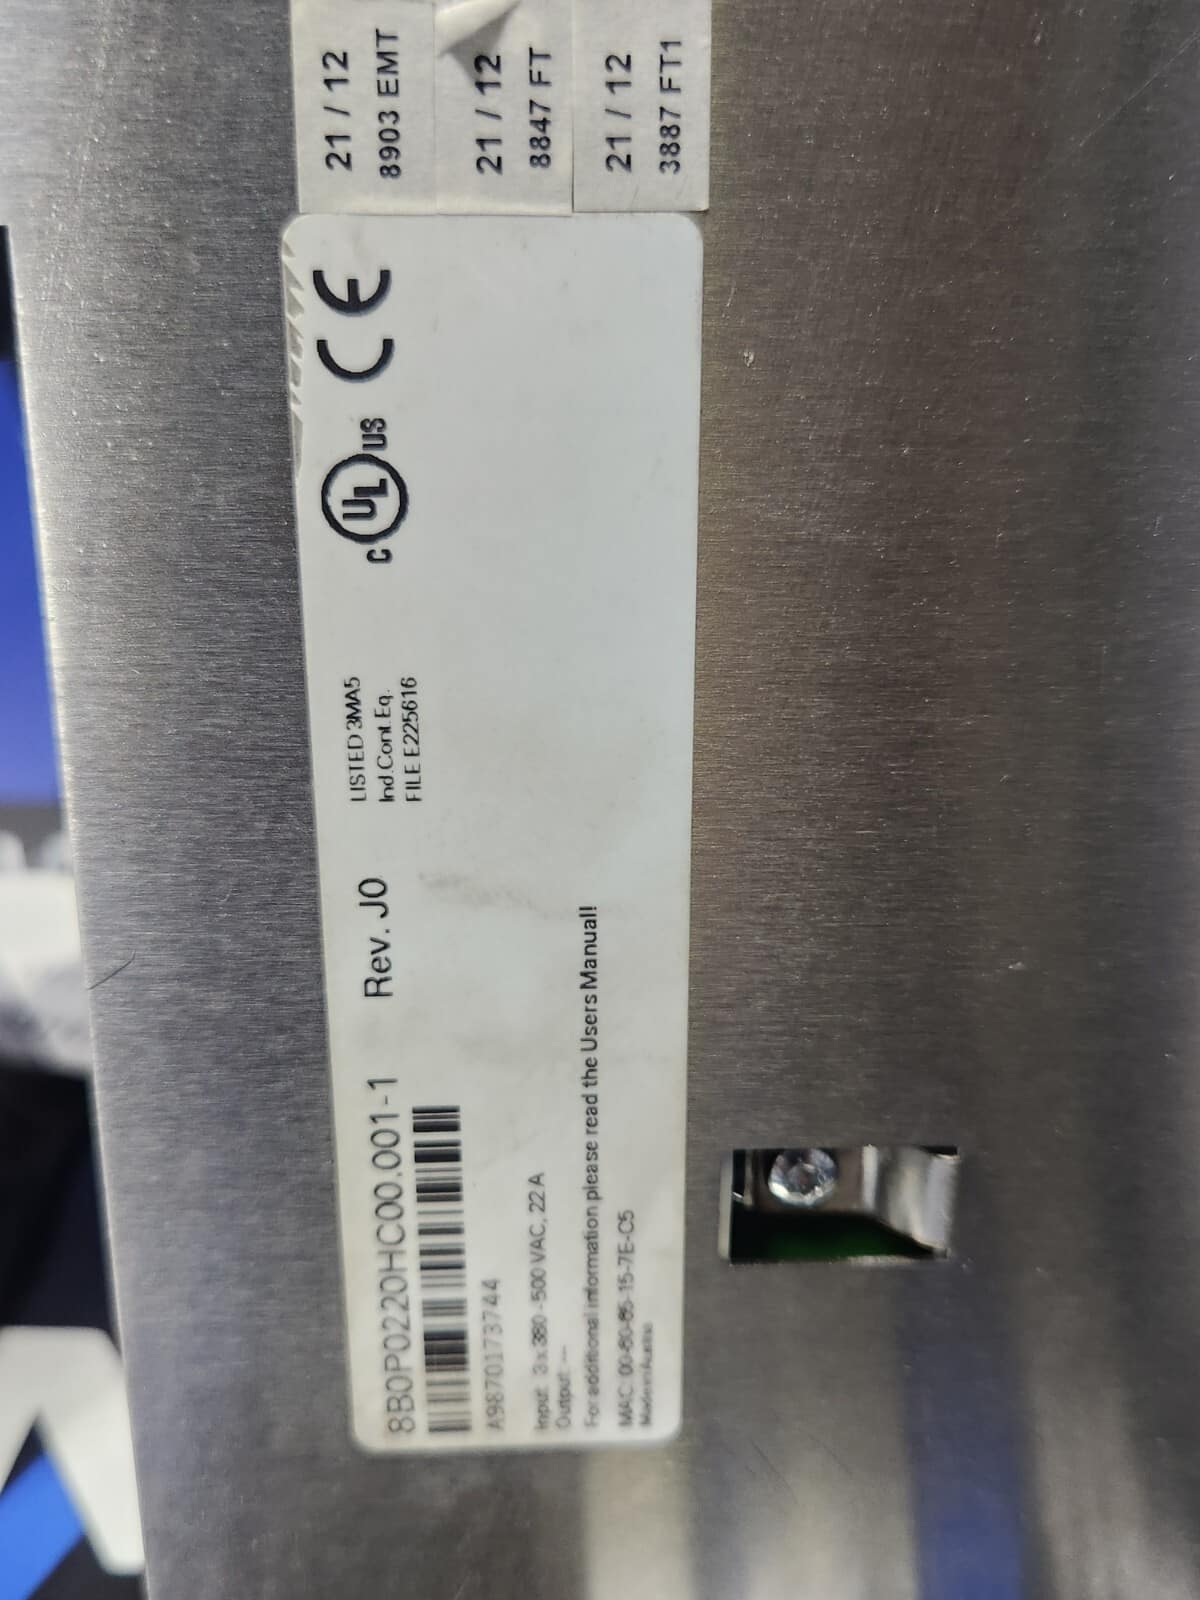 8B0P0220HC00.001-1 Rev. J0
LISTED 3MA5
Ind.Cont.Eq.
FILE E225616
C UL US CE
A9870173744
Input: 3 x 380 -500 VAC, 22 A
Output: ---
For additional information please read the Users Manual!
MAC: 00-60-65-15-7E-C5
Made in Austria
21 / 12
8903 EMT
21 / 12
8847 FT
21 / 12
3887 FT1